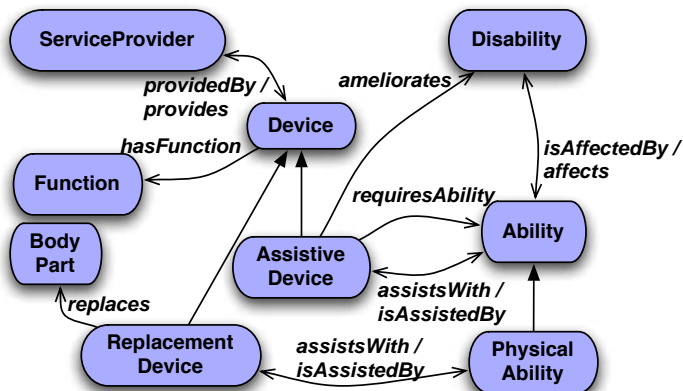 ServiceProvider
Disability
providedBy /
provides
ameliorates
Device
hasFunction
isAffectedBy /
affects
Function
requiresAbility
Body
Part
Ability
Assistive
Device
replaces
assistsWith /
isAssistedBy
Replacement
Device
assistsWith /
isAssistedBy
Physical
Ability